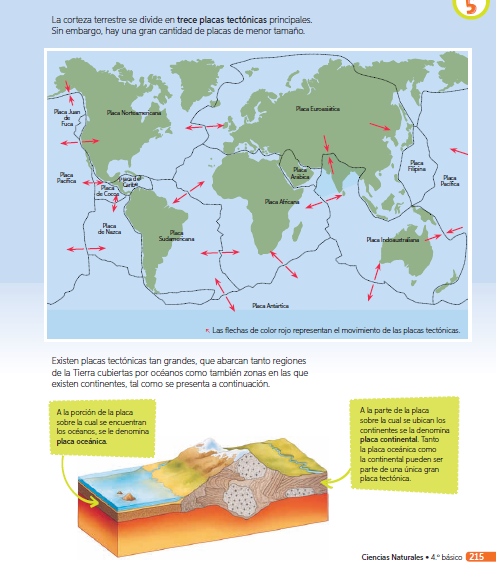 5
La corteza terrestre se divide en trece placas tectónicas principales.
Sin embargo, hay una gran cantidad de placas de menor tamaño.
Placa Juan
de
Fuca
Placa Norteamericana
Placa Euroasiática
Placa
Pacífica
Placa de
Caribe
Placa
de Cocos
Placa
Arábica
Placa
Filipina
Placa
Pacífica
Placa Africana
Placa
de Nazca
Placa
Sudamericana
Placa Indoaustraliana
Placa Antártica
Las flechas de color rojo representan el movimiento de las placas tectónicas.
Existen placas tectónicas tan grandes, que abarcan tanto regiones
de la Tierra cubiertas por océanos como también zonas en las que
existen continentes, tal como se presenta a continuación.
A la porción de la placa
sobre la cual se encuentran
los océanos, se le denomina
placa oceánica.
A la parte de la placa
sobre la cual se ubican los
continentes se la denomina
placa continental. Tanto
la placa oceánica como
la continental pueden ser
parte de una única gran
placa tectónica.
Ciencias Naturales • 4.º básico 215